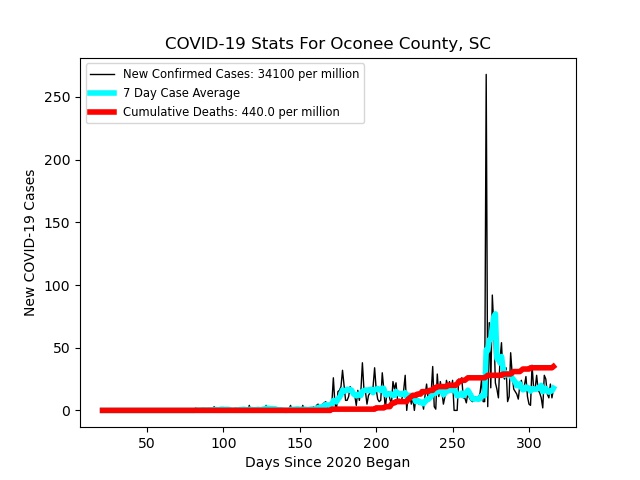 COVID-19 Stats For Oconee County, SC
New Confirmed Cases: 34100 per million
7 Day Case Average
Cumulative Deaths: 440.0 per million
New COVID-19 Cases
250
200
150
100
50
0
50 100 150 200 250 300
Days Since 2020 Began